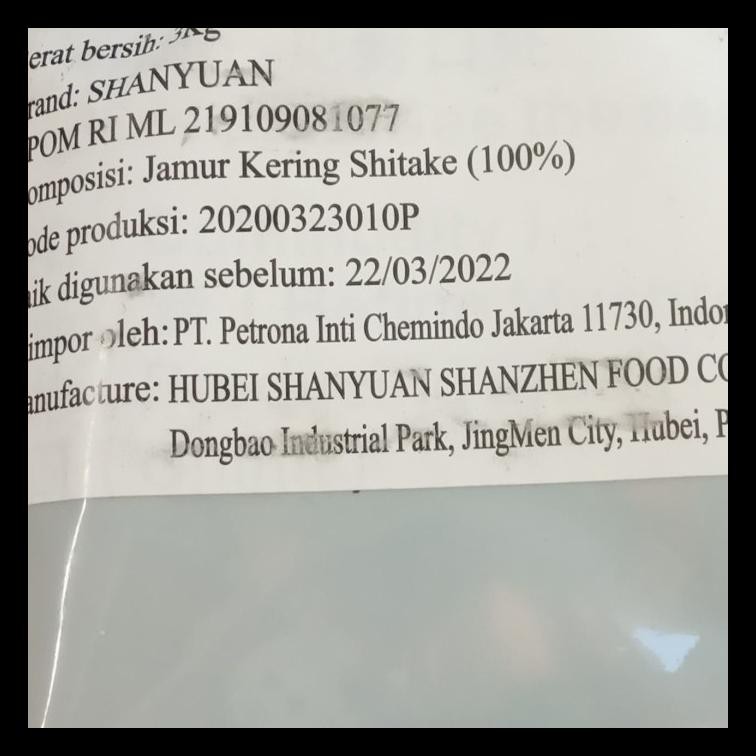 erat bersih: 3Kg
rand: SHANYUAN
POM RI ML 219109081077
omposisi: Jamur Kering Shitake (100%)
ode produksi: 20200323010P
ik digunakan sebelum: 22/03/2022
impor oleh: PT. Petrona Inti Chemindo Jakarta 11730, Indo
anufacture: HUBEI SHANYUAN SHANZHEN FOOD CO
Dongbao Industrial Park, JingMen City, Hubei, P